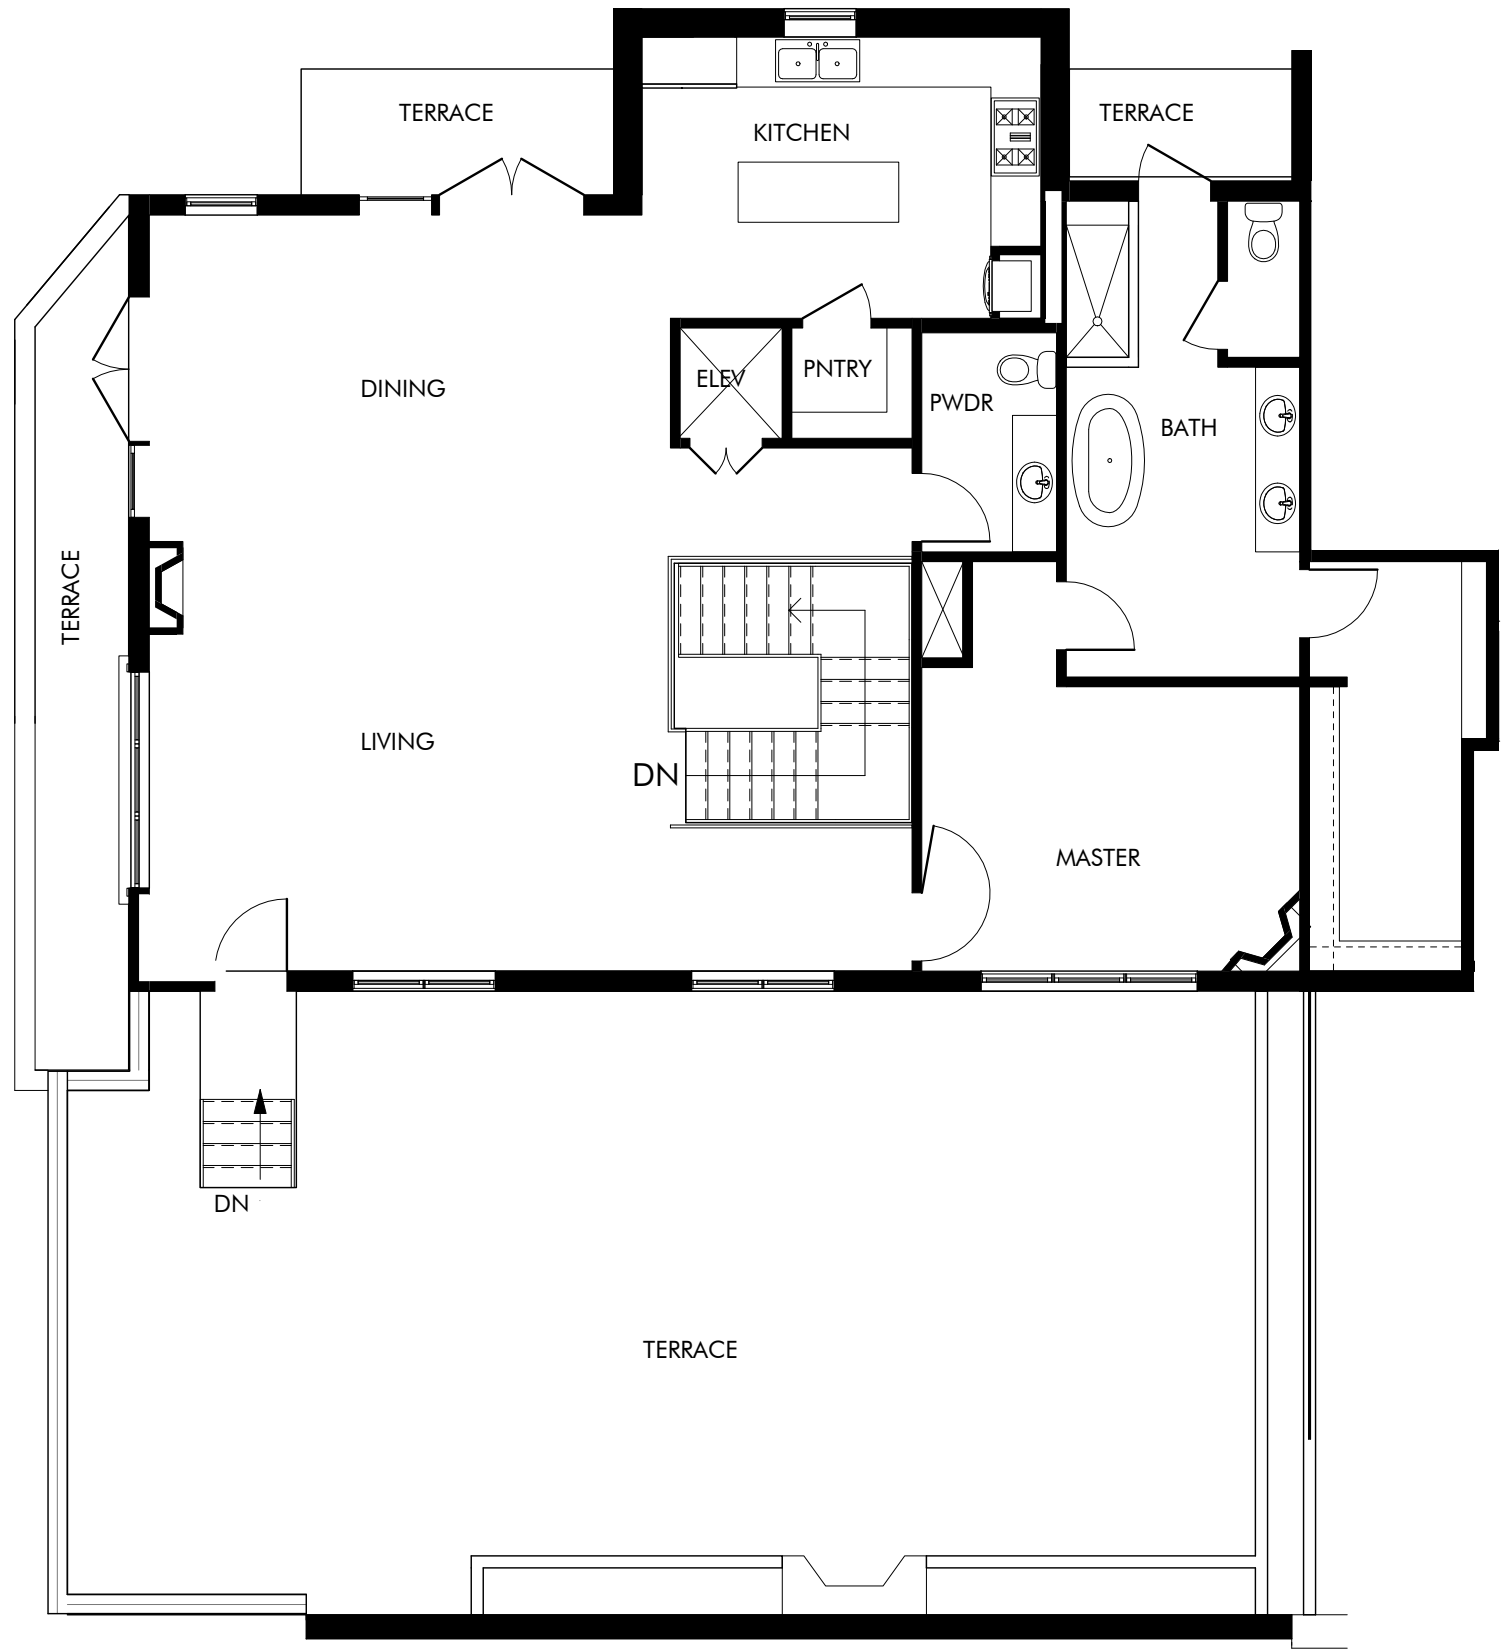 TERRACE
TERRACE
KITCHEN
PNTRY
ELEV
DINING
PWDR
BATH
TERRACE
LIVING
DN
MASTER
DN
TERRACE